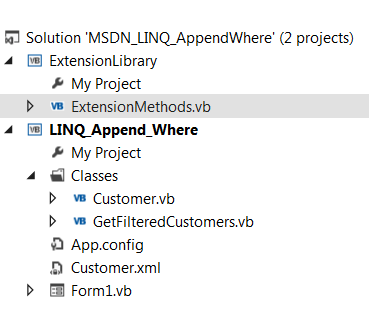 Solution 'MSDN_LINQ_AppendWhere' (2 projects)
VB ExtensionLibrary
My Project
VB ExtensionMethods.vb
VB LINQ_Append_Where
My Project
Classes
VB Customer.vb
VB GetFilteredCustomers.vb
App.config
Customer.xml
Form1.vb